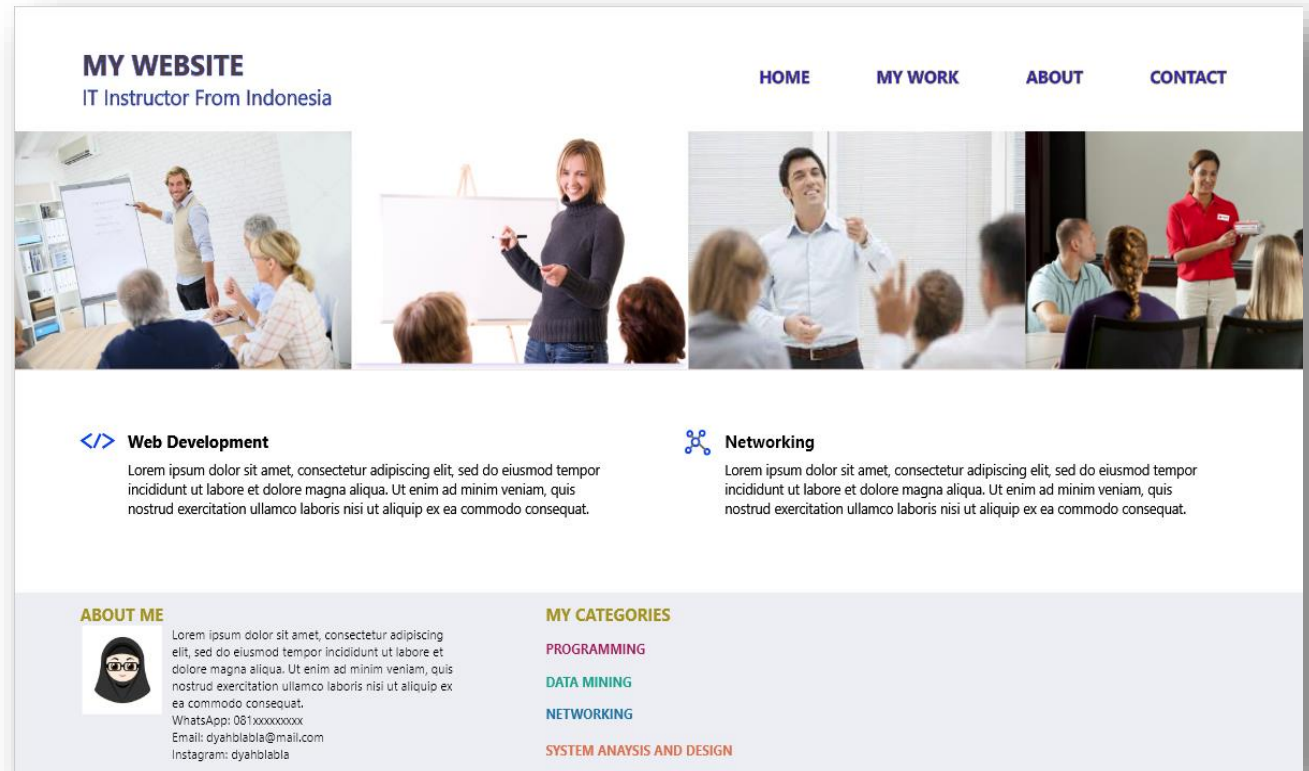 MY WEBSITE
IT Instructor From Indonesia
HOME
MY WORK
ABOUT
CONTACT
</> Web Development
Lorem ipsum dolor sit amet, consectetur adipiscing elit, sed do eiusmod tempor
incididunt ut labore et dolore magna aliqua. Ut enim ad minim veniam, quis
nostrud exercitation ullamco laboris nisi ut aliquip ex ea commodo consequat.
Networking
Lorem ipsum dolor sit amet, consectetur adipiscing elit, sed do eiusmod tempor
incididunt ut labore et dolore magna aliqua. Ut enim ad minim veniam, quis
nostrud exercitation ullamco laboris nisi ut aliquip ex ea commodo consequat.
ABOUT ME
Lorem ipsum dolor sit amet, consectetur adipiscing
elit, sed do eiusmod tempor incididunt ut labore et
dolore magna aliqua. Ut enim ad minim veniam, quis
nostrud exercitation ullamco laboris nisi ut aliquip ex
ea commodo consequat.
WhatsApp: 081xxxxxxxxx
Email: dyahblabla@mail.com
Instagram: dyahblabla
MY CATEGORIES
PROGRAMMING
DATA MINING
NETWORKING
SYSTEM ANAYSIS AND DESIGN